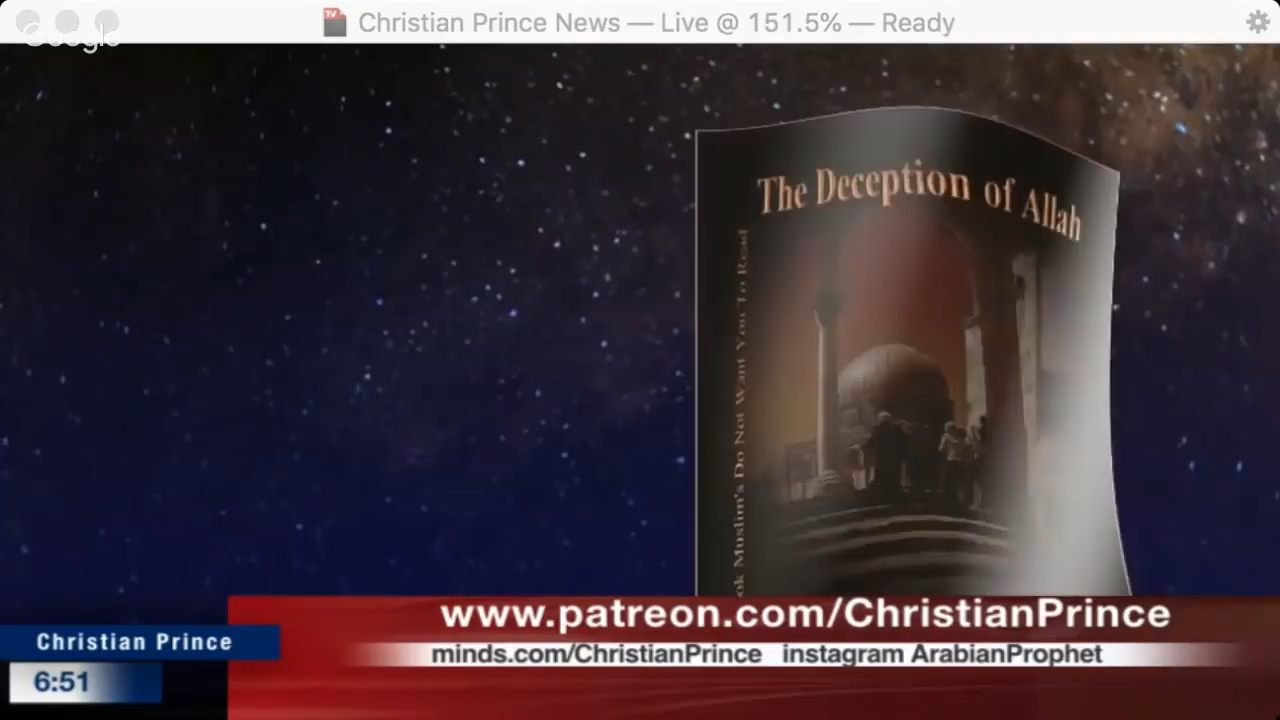 Christian Prince News — Live @ 151.5% — Ready
Google
The Deception of Allah
ok Muslim's Do Not Want You To Read
www.patreon.com/ChristianPrince
Christian Prince
minds.com/ChristianPrince instagram ArabianProphet
6:51